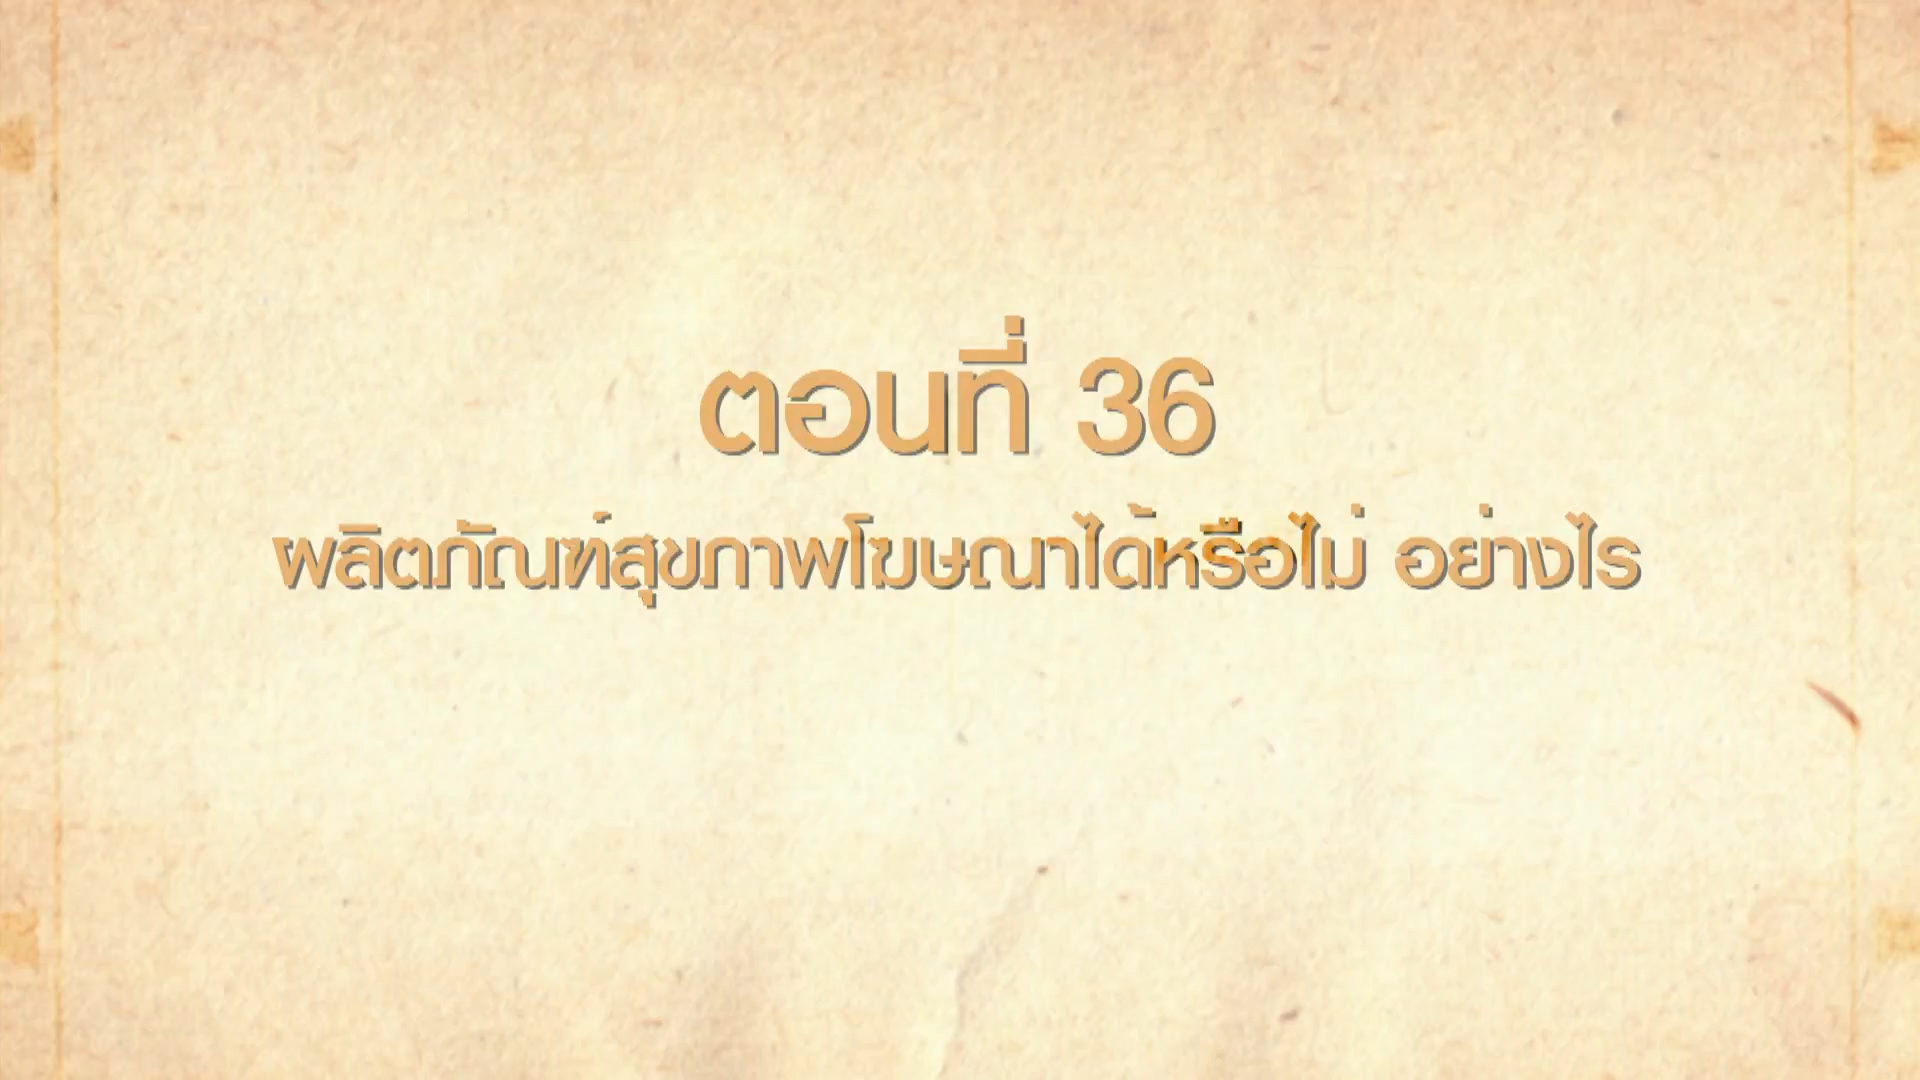 ตอนที่ 36
ผลิตภัณฑ์สุขภาพโฆษณาได้หรือไม่ อย่างไร